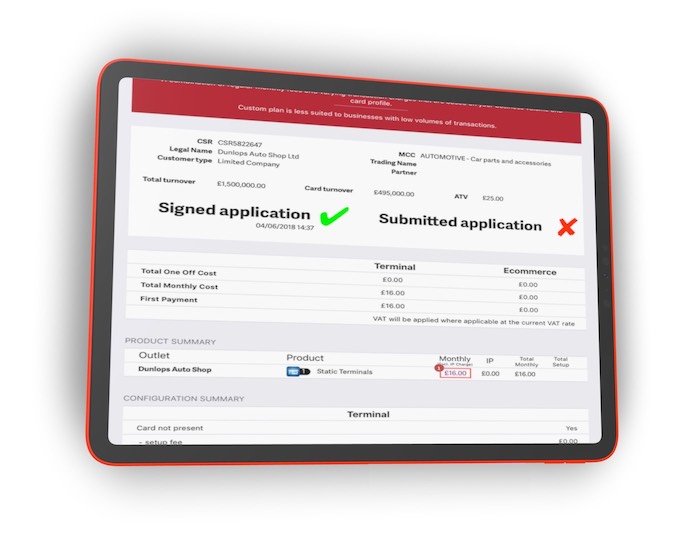 card profile.
Custom plan is less suited to businesses with low volumes of transactions.
CSR CSR5822647
Legal Name Dunlops Auto Shop Ltd
Customer type Limited Company
MCC AUTOMOTIVE - Car parts and accessories
Trading Name
Partner
Total turnover £1,500,000.00 Card turnover £495,000.00 ATV £25.00
Signed application
04/06/2018 14:37
Submitted application
Terminal Ecommerce
Total One Off Cost £0.00 £0.00
Total Monthly Cost £16.00 £0.00
First Payment £16.00 £0.00
VAT will be applied where applicable at the current VAT rate
PRODUCT SUMMARY
Outlet Product Monthly IP Total Monthly Total Setup
Dunlops Auto Shop 1 Static Terminals £16.00 £0.00 £16.00
CONFIGURATION SUMMARY
Terminal
Card not present Yes
- setup fee £0.00